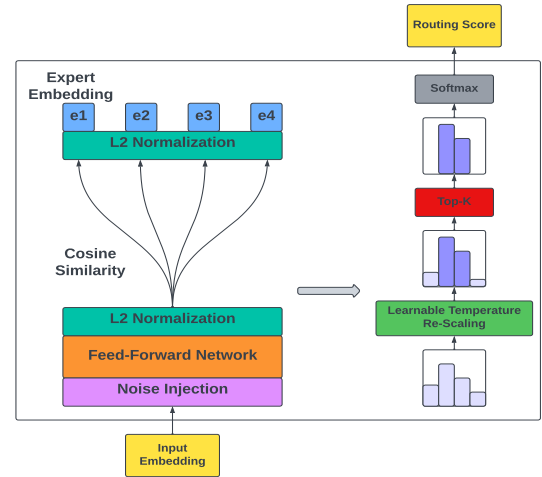 Routing Score
Softmax
Expert
Embedding
e1 e2 e3 e4
L2 Normalization
Top-K
Cosine
Similarity
L2 Normalization
Learnable Temperature
Re-Scaling
Feed-Forward Network
Noise Injection
Input
Embedding